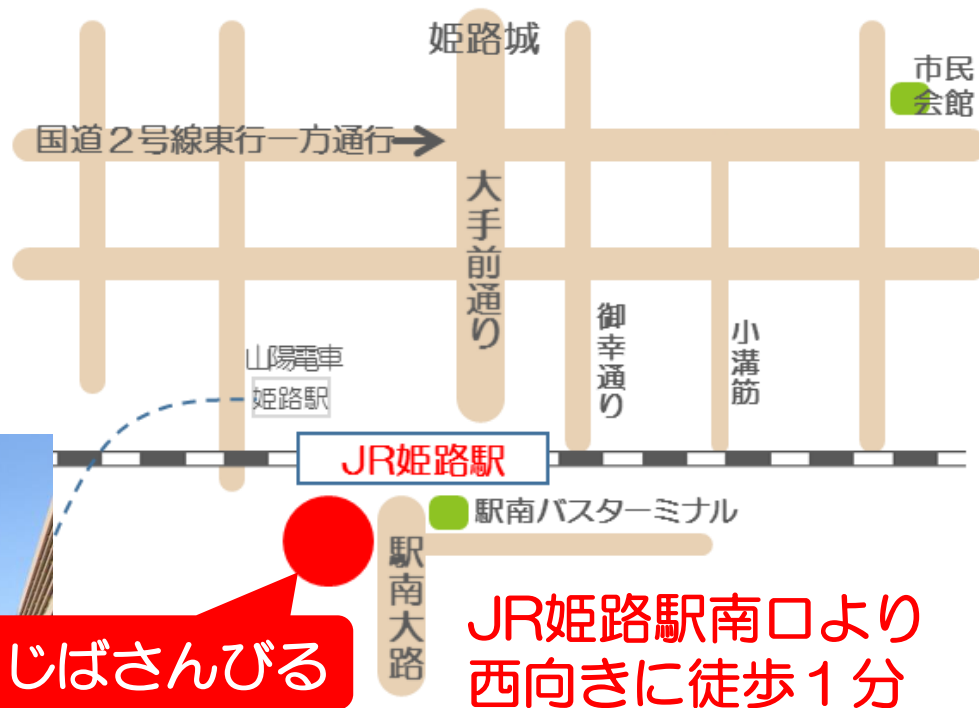 姫路城
市民
会館
国道２号線東行一方通行→
大手前通り
御幸通り
小溝筋
山陽電車
姫路駅
JR姫路駅
駅南バスターミナル
駅南大路
じばさんびる
JR姫路駅南口より
西向きに徒歩１分